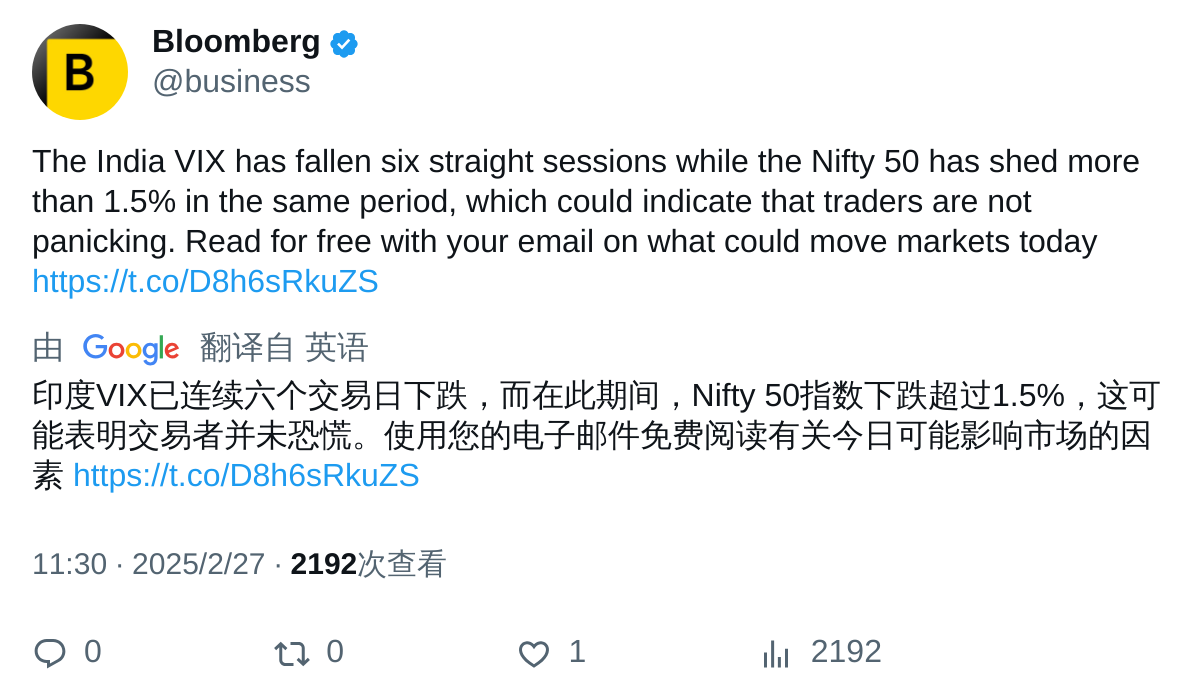 B
Bloomberg
@business
The India VIX has fallen six straight sessions while the Nifty 50 has shed more
than 1.5% in the same period, which could indicate that traders are not
panicking. Read for free with your email on what could move markets today
https://t.co/D8h6sRkuZS
由 Google 翻译自 英语
印度VIX已连续六个交易日下跌，而在此期间，Nifty 50指数下跌超过1.5%，这可
能表明交易者并未恐慌。使用您的电子邮件免费阅读有关今日可能影响市场的因
素 https://t.co/D8h6sRkuZS
11:30 · 2025/2/27 · 2192次查看
0 0 1 2192